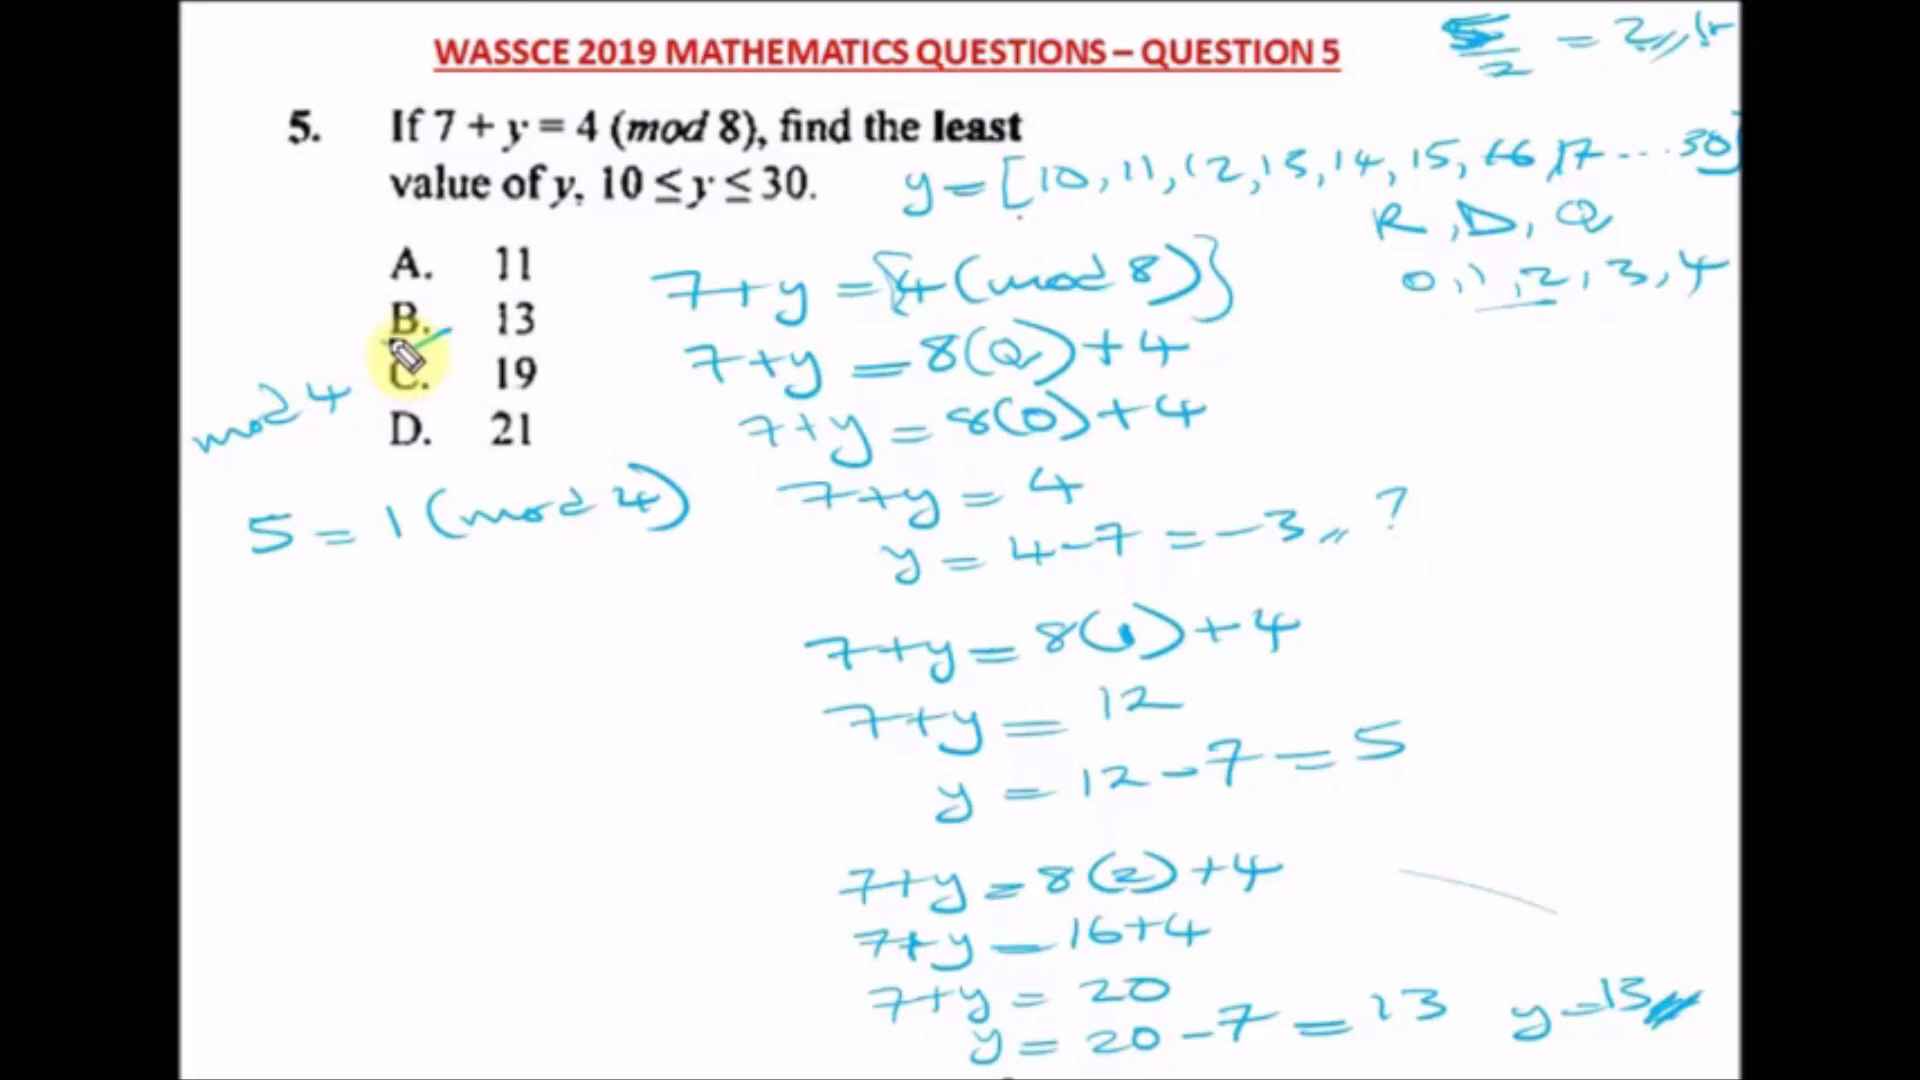 WASSCE 2019 MATHEMATICS QUESTIONS – QUESTION 5
5/2 = 2,, 1r
5. If 7 + y = 4 (mod 8), find the least
value of y, 10 ≤ y ≤ 30.
y = [10, 11, 12, 13, 14, 15, 16, 17 ... 30]
R, D, Q
0, 1, 2, 3, 4
A. 11
B. 13
C. 19
D. 21
mod 4
5 = 1 (mod 4)
7 + y = {4 (mod 8)}
7 + y = 8(Q) + 4
7 + y = 8(0) + 4
7 + y = 4
y = 4 - 7 = -3,, ?
7 + y = 8(1) + 4
7 + y = 12
y = 12 - 7 = 5
7 + y = 8(2) + 4
7 + y = 16 + 4
7 + y = 20
y = 20 - 7 = 13
y = 13